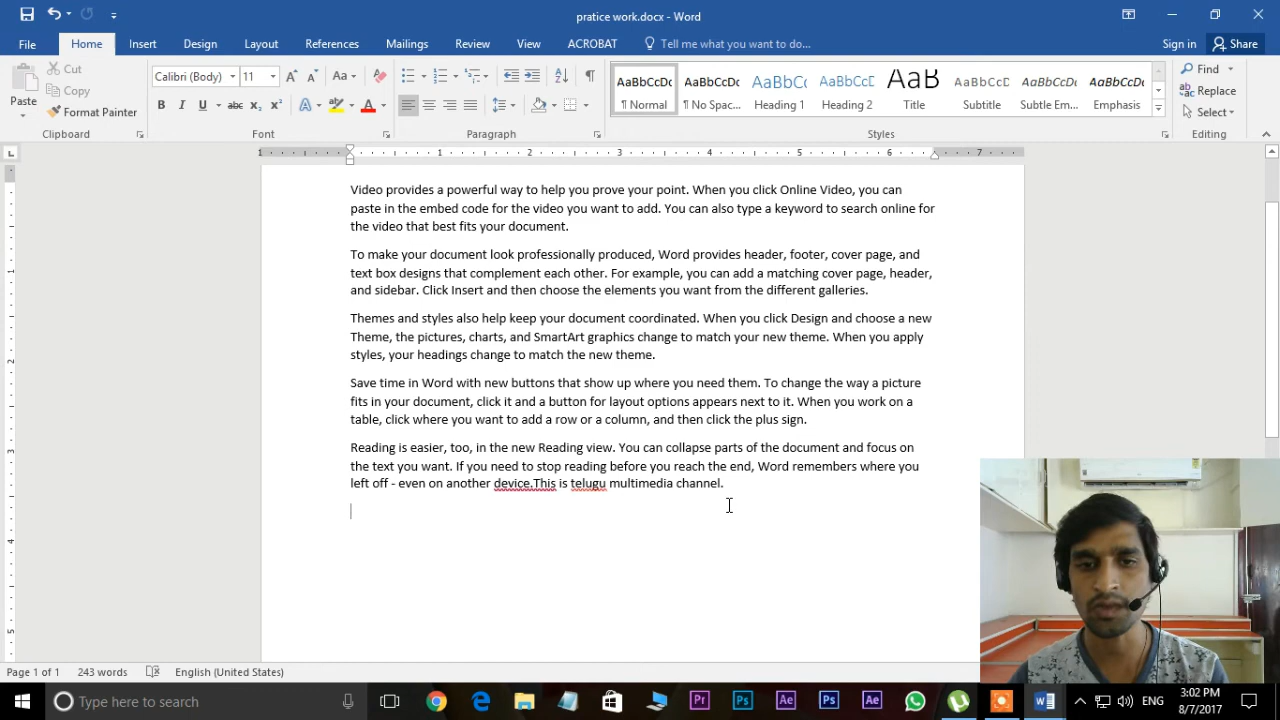 pratice work.docx - Word
File Home Insert Design Layout References Mailings Review View ACROBAT Tell me what you want to do... Sign in Share
Cut
Copy
Format Painter
Paste
Clipboard
Calibri (Body) 11
Font
Paragraph
AaBbCcDc AaBbCcDc AaBbCc AaBbCcD AaB AaBbCcD AaBbCcDc AaBbCcDc
¶ Normal ¶ No Spac... Heading 1 Heading 2 Title Subtitle Subtle Em... Emphasis
Styles
Find
Replace
Select
Editing
1 1 2 3 4 5 6 7
Video provides a powerful way to help you prove your point. When you click Online Video, you can
paste in the embed code for the video you want to add. You can also type a keyword to search online for
the video that best fits your document.
To make your document look professionally produced, Word provides header, footer, cover page, and
text box designs that complement each other. For example, you can add a matching cover page, header,
and sidebar. Click Insert and then choose the elements you want from the different galleries.
Themes and styles also help keep your document coordinated. When you click Design and choose a new
Theme, the pictures, charts, and SmartArt graphics change to match your new theme. When you apply
styles, your headings change to match the new theme.
Save time in Word with new buttons that show up where you need them. To change the way a picture
fits in your document, click it and a button for layout options appears next to it. When you work on a
table, click where you want to add a row or a column, and then click the plus sign.
Reading is easier, too, in the new Reading view. You can collapse parts of the document and focus on
the text you want. If you need to stop reading before you reach the end, Word remembers where you
left off - even on another device.This is telugu multimedia channel.
Page 1 of 1 243 words English (United States)
Type here to search
ENG
3:02 PM
8/7/2017